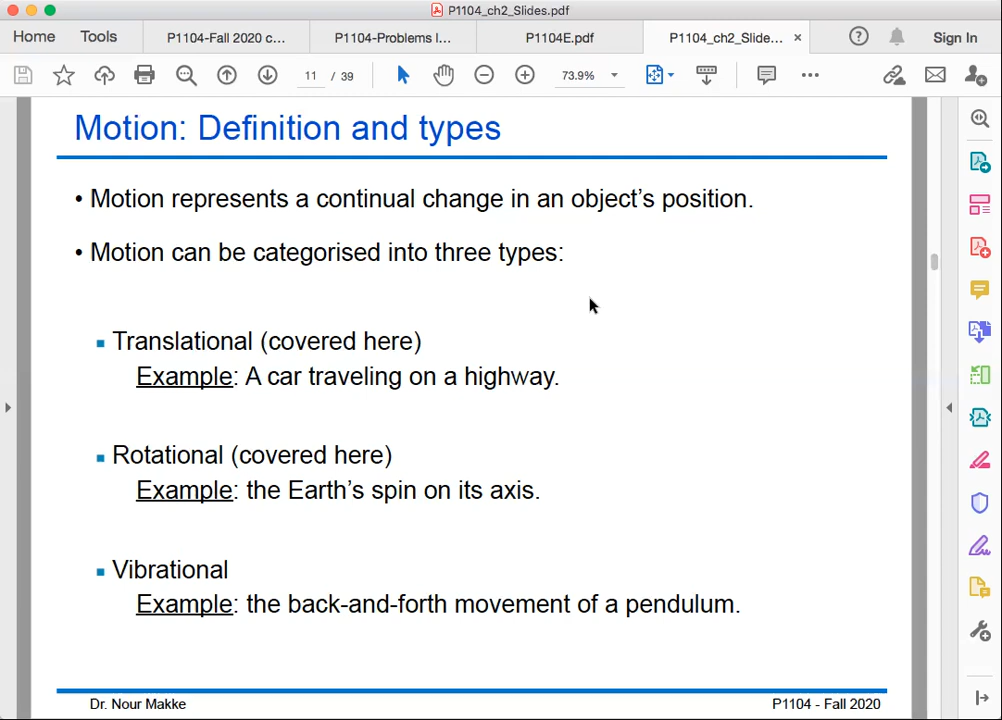 P1104_ch2_Slides.pdf
Home Tools P1104-Fall 2020 c... P1104-Problems I... P1104E.pdf P1104_ch2_Slide... × ? Sign In
11 / 39 73.9%
Motion: Definition and types
• Motion represents a continual change in an object’s position.
• Motion can be categorised into three types:
▪ Translational (covered here)
Example: A car traveling on a highway.
▪ Rotational (covered here)
Example: the Earth’s spin on its axis.
▪ Vibrational
Example: the back-and-forth movement of a pendulum.
Dr. Nour Makke P1104 - Fall 2020